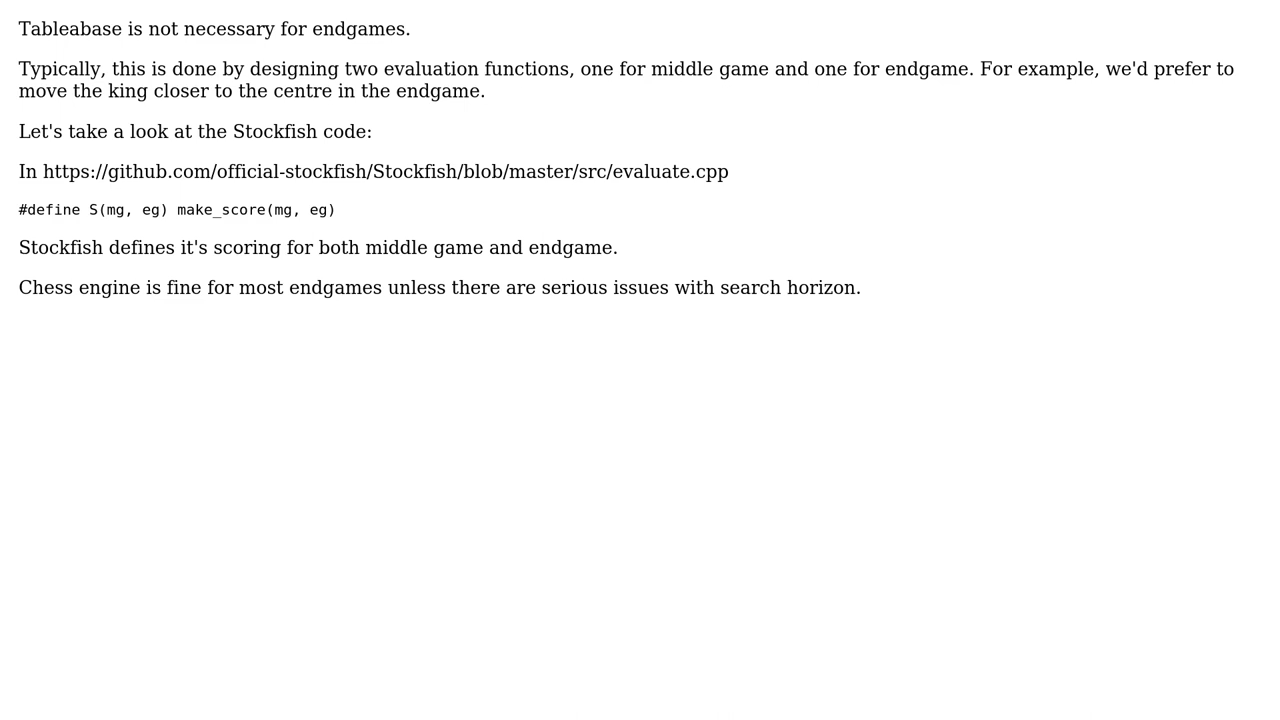 Tableabase is not necessary for endgames.
Typically, this is done by designing two evaluation functions, one for middle game and one for endgame. For example, we'd prefer to
move the king closer to the centre in the endgame.
Let's take a look at the Stockfish code:
In https://github.com/official-stockfish/Stockfish/blob/master/src/evaluate.cpp
#define S(mg, eg) make_score(mg, eg)
Stockfish defines it's scoring for both middle game and endgame.
Chess engine is fine for most endgames unless there are serious issues with search horizon.